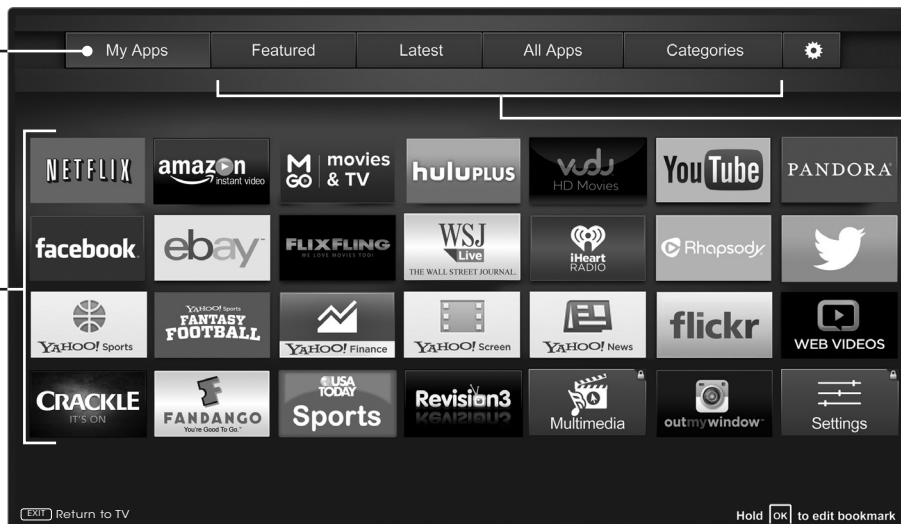 My Apps Featured Latest All Apps Categories
NETFLIX
amazon
instant video
M GO
movies & TV
huluPLUS
vudu
HD Movies
YouTube
PANDORA
facebook
ebay
FLIXFLING
WE LOVE MOVIES TOO!
WSJ
Live
THE WALL STREET JOURNAL.
iHeart
RADIO
Rhapsody
YAHOO! Sports
YAHOO! Sports
FANTASY
FOOTBALL
YAHOO! Finance
YAHOO! Screen
YAHOO! News
flickr
WEB VIDEOS
CRACKLE
IT'S ON
FANDANGO
You're Good To Go.™
USA
TODAY
Sports
Revision3
Multimedia
outmywindow™
Settings
EXIT Return to TV
Hold OK to edit bookmark